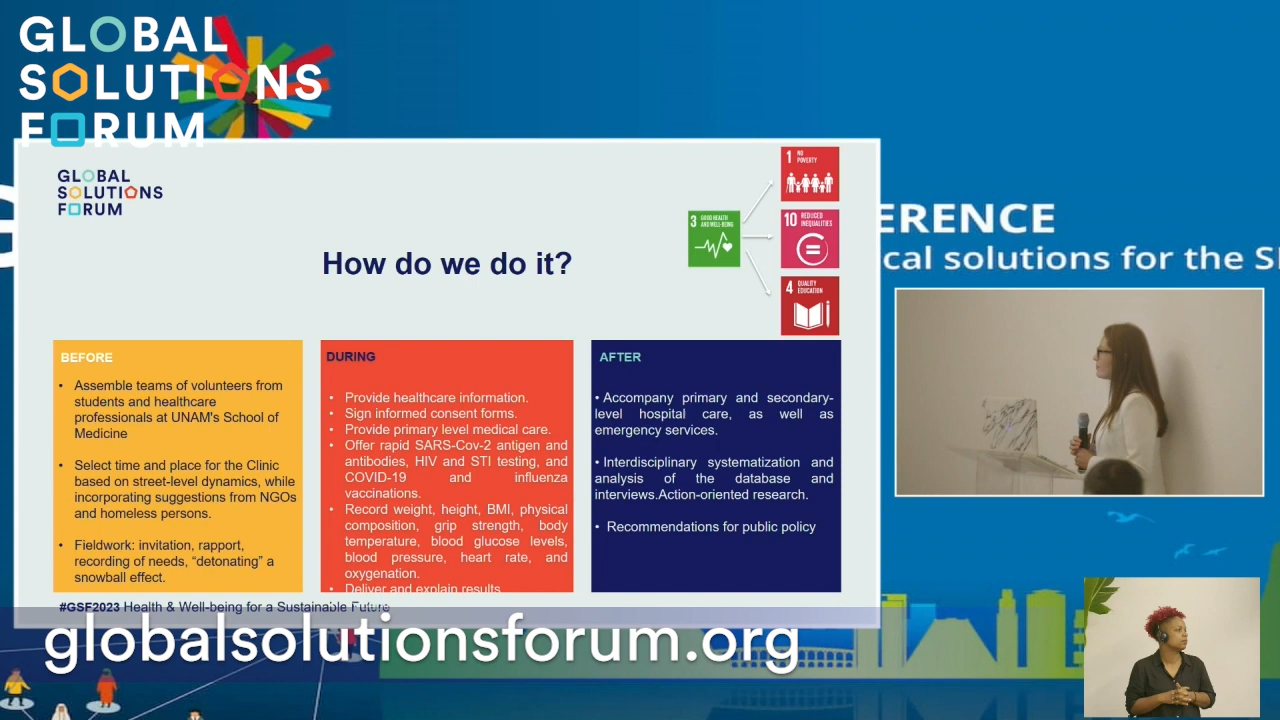 GLOBAL
SOLUTIONS
FORUM
GLOBAL
SOLUTIONS
FORUM
How do we do it?
3 GOOD HEALTH
AND WELL-BEING
1 NO
POVERTY
10 REDUCED
INEQUALITIES
4 QUALITY
EDUCATION
ERENCE
cal solutions for the S
BEFORE
• Assemble teams of volunteers from
students and healthcare
professionals at UNAM's School of
Medicine
• Select time and place for the Clinic
based on street-level dynamics, while
incorporating suggestions from NGOs
and homeless persons.
• Fieldwork: invitation, rapport,
recording of needs, “detonating” a
snowball effect.
DURING
• Provide healthcare information.
• Sign informed consent forms.
• Provide primary level medical care.
• Offer rapid SARS-Cov-2 antigen and
antibodies, HIV and STI testing, and
COVID-19 and influenza
vaccinations.
• Record weight, height, BMI, physical
composition, grip strength, body
temperature, blood glucose levels,
blood pressure, heart rate, and
oxygenation.
• Deliver and explain results
AFTER
• Accompany primary and secondary-
level hospital care, as well as
emergency services.
• Interdisciplinary systematization and
analysis of the database and
interviews.Action-oriented research.
• Recommendations for public policy
#GSF2023 Health & Well-being for a Sustainable Future
globalsolutionsforum.org